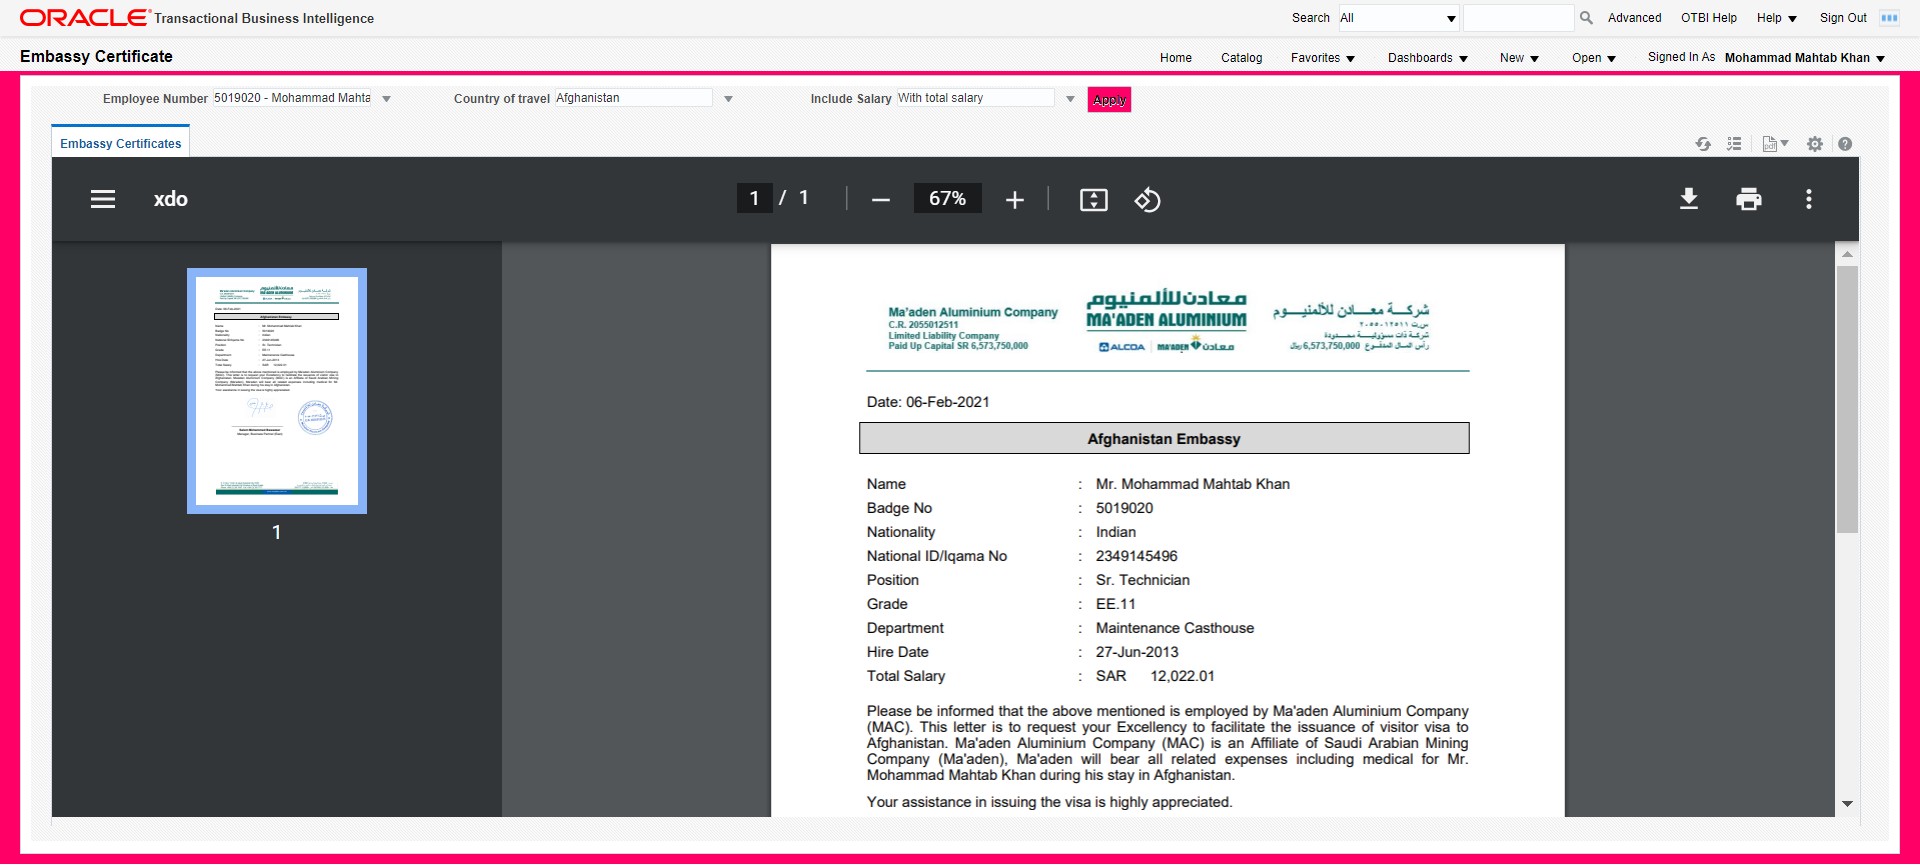 ORACLE Transactional Business Intelligence
Search All Advanced OTBI Help Help Sign Out
Embassy Certificate
Home Catalog Favorites Dashboards New Open Signed In As Mohammad Mahtab Khan
Employee Number 5019020 - Mohammad Mahta Country of travel Afghanistan Include Salary With total salary Apply
Embassy Certificates
pdf
xdo
1 / 1 67%
Ma'aden Aluminium Company
C.R. 2055012511
Limited Liability Company
Paid Up Capital SR 6,573,750,000
معادن للألمنيوم
MA'ADEN ALUMINIUM
ALCOA MA'ADEN معادن
شركة معادن للألمنيوم
س.ت ٢٠٥٥٠١٢٥١١
شركة ذات مسؤولية محدودة
رأس المال المدفوع 6,573,750,000 ريال
Date: 06-Feb-2021
Afghanistan Embassy
Name : Mr. Mohammad Mahtab Khan
Badge No : 5019020
Nationality : Indian
National ID/Iqama No : 2349145496
Position : Sr. Technician
Grade : EE.11
Department : Maintenance Casthouse
Hire Date : 27-Jun-2013
Total Salary : SAR 12,022.01
Please be informed that the above mentioned is employed by Ma'aden Aluminium Company
(MAC). This letter is to request your Excellency to facilitate the issuance of visitor visa to
Afghanistan. Ma'aden Aluminium Company (MAC) is an Affiliate of Saudi Arabian Mining
Company (Ma'aden), Ma'aden will bear all related expenses including medical for Mr.
Mohammad Mahtab Khan during his stay in Afghanistan.
Your assistance in issuing the visa is highly appreciated.
1